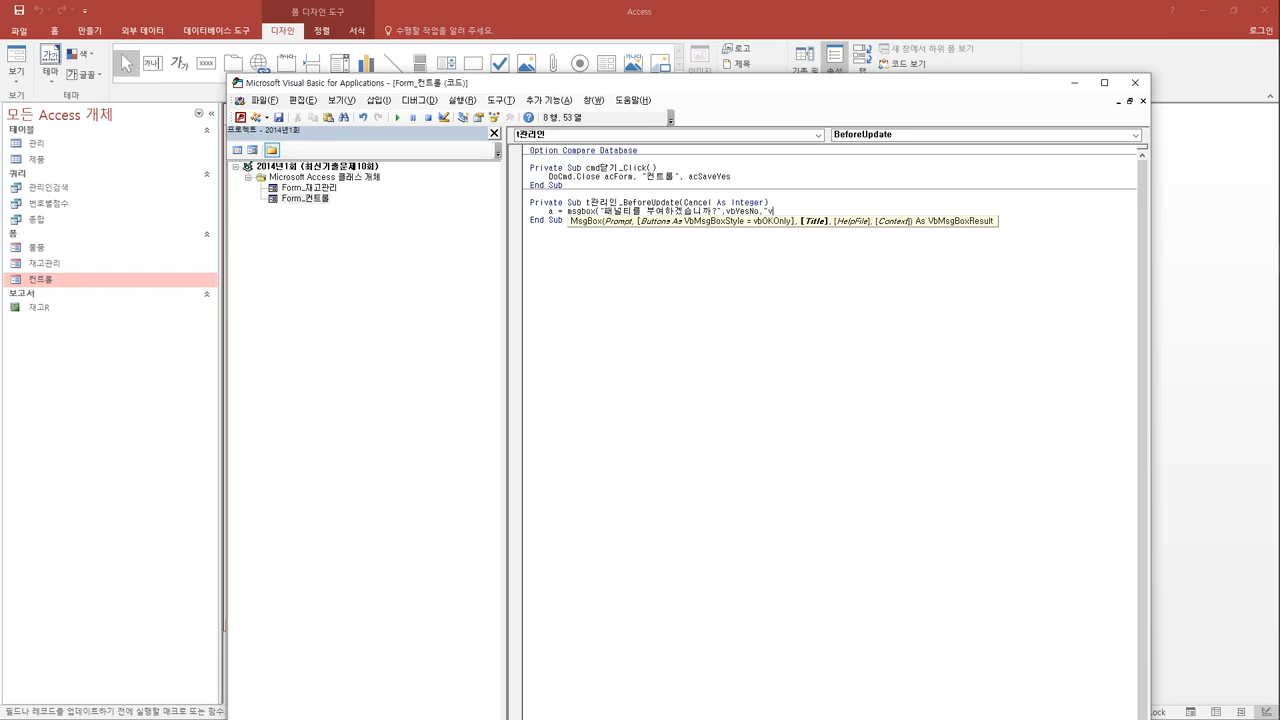 폼 디자인 도구
Access
파일 홈 만들기 외부 데이터 데이터베이스 도구 디자인 정렬 서식 수행할 작업을 알려 주세요. 로그인
보기
테마
색
가나
가가
글꼴
로고
제목
새 창에서 하위 폼 보기
코드 보기
보기 테마
모든 Access 개체
테이블
관리
제품
쿼리
관리인검색
번호별점수
종합
폼
물품
재고관리
컨트롤
보고서
재고R
Microsoft Visual Basic for Applications - [Form_컨트롤 (코드)]
파일(F) 편집(E) 보기(V) 삽입(I) 디버그(D) 실행(R) 도구(T) 추가 기능(A) 창(W) 도움말(H)
8 행, 53 열
프로젝트 - 2014년1회
2014년1회 (최신기출문제10회)
Microsoft Access 클래스 개체
Form_재고관리
Form_컨트롤
t관리인 BeforeUpdate
Option Compare Database
Private Sub cmd닫기_Click()
DoCmd.Close acForm, "컨트롤", acSaveYes
End Sub
Private Sub t관리인_BeforeUpdate(Cancel As Integer)
a = msgbox("패널티를 부여하겠습니까?",vbYesNo,"v
End Sub
MsgBox(Prompt, [Buttons As VbMsgBoxStyle = vbOKOnly], [Title], [HelpFile], [Context]) As VbMsgBoxResult
필드나 레코드를 업데이트하기 전에 실행할 매크로 또는 함수
ock